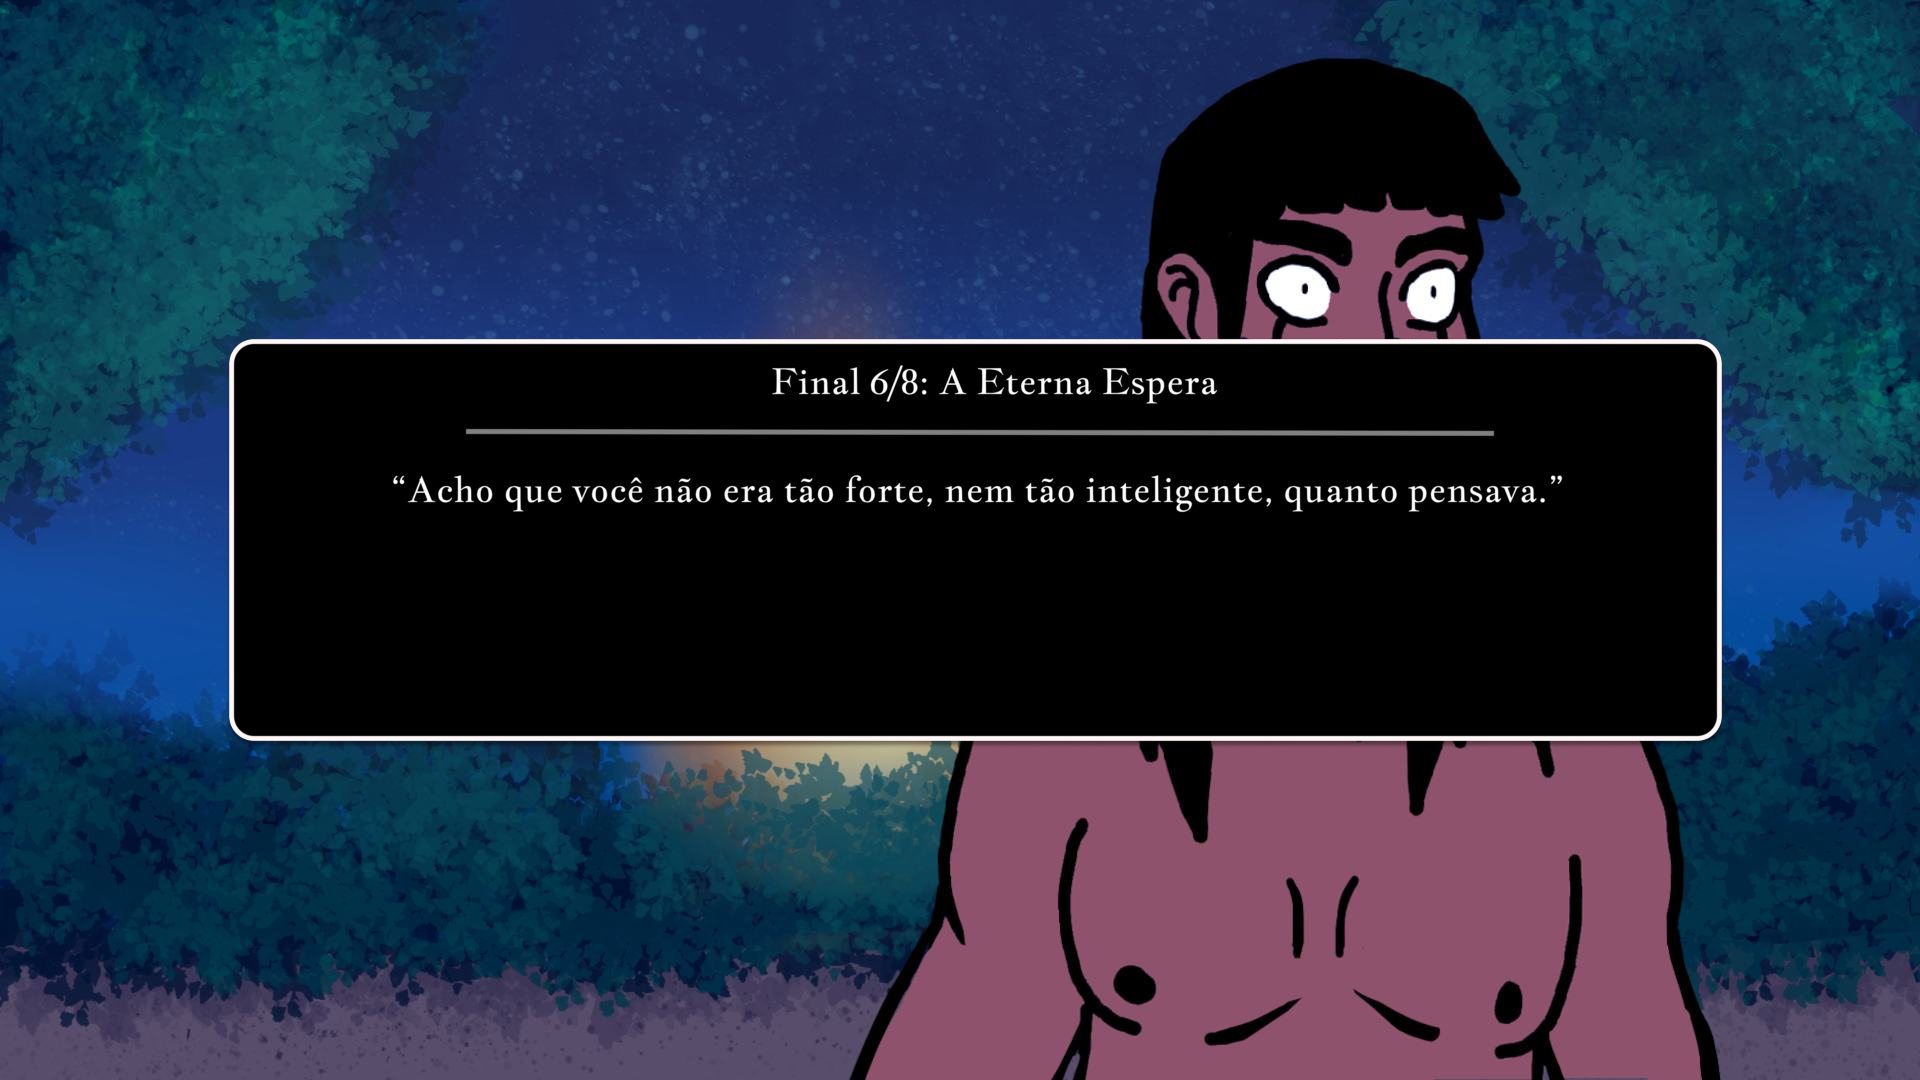 Final 6/8: A Eterna Espera
“Acho que você não era tão forte, nem tão inteligente, quanto pensava.”